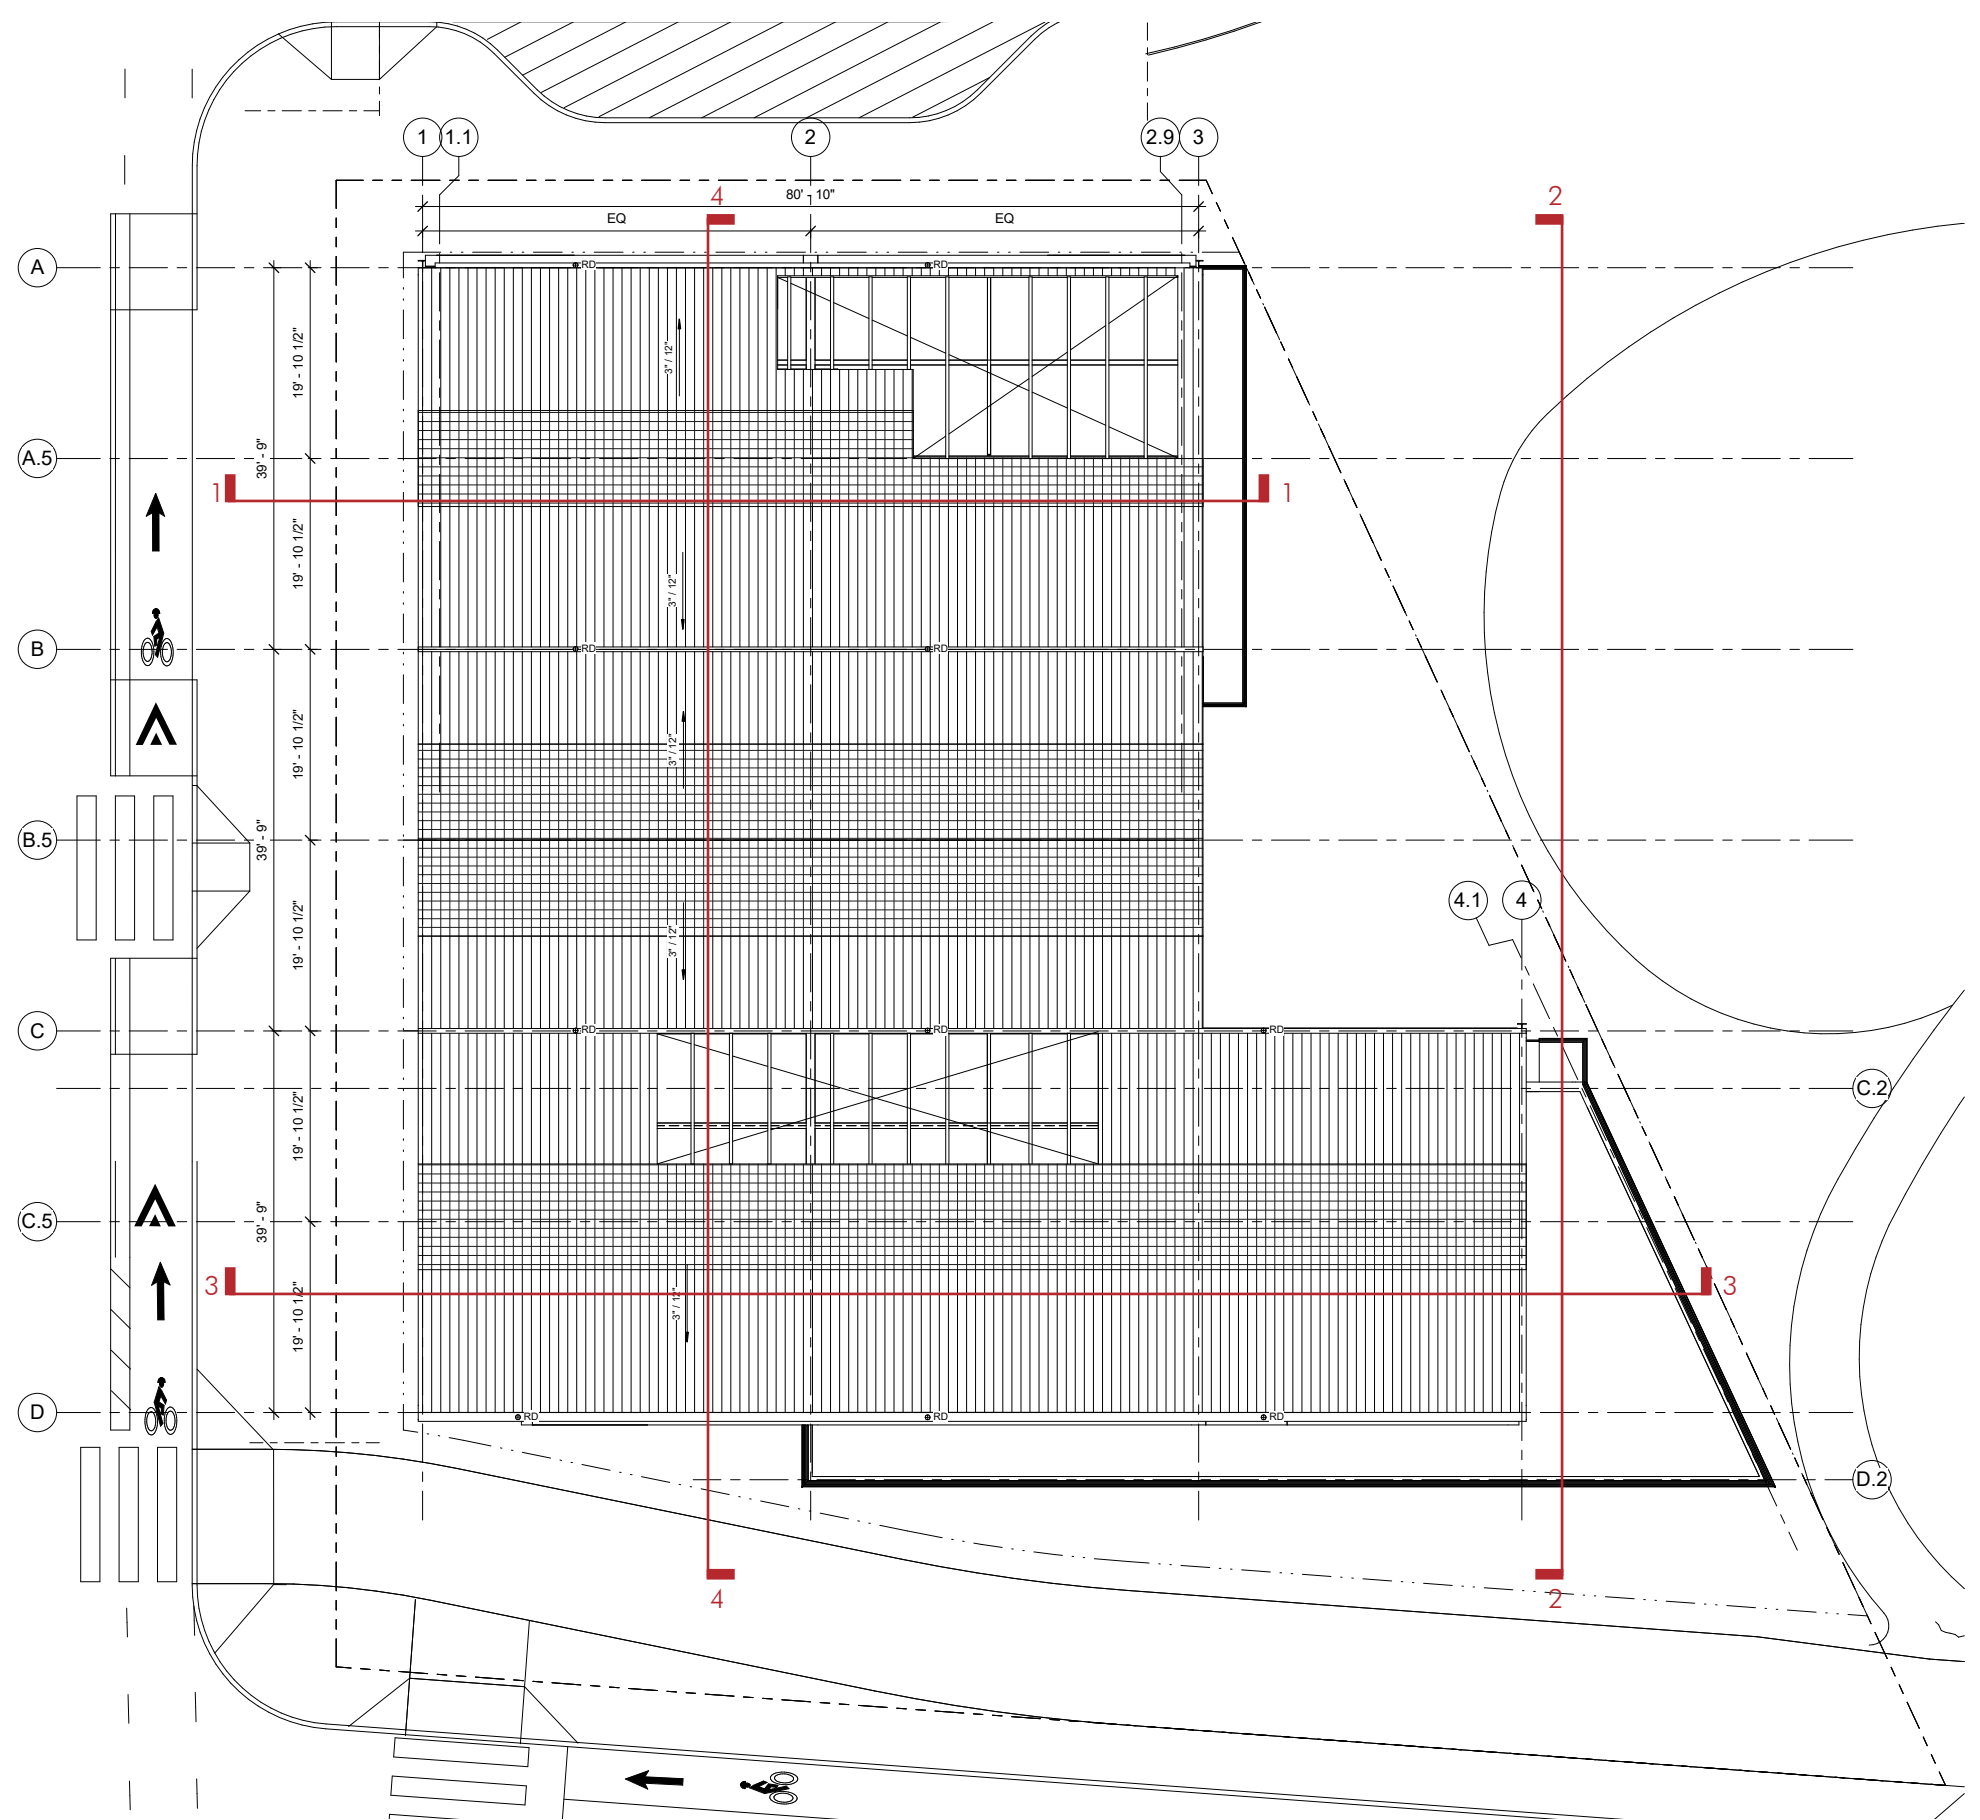 1 1.1 2 2.9 3
4 80' - 10" 2
EQ EQ
A RD RD
19' - 10 1/2" 3" / 12"
39' - 9"
A.5
1 1
19' - 10 1/2" 3" / 12"
B RD RD
19' - 10 1/2" 3" / 12"
39' - 9"
B.5
4.1 4
19' - 10 1/2" 3" / 12"
C RD RD RD
C.2
19' - 10 1/2"
39' - 9"
C.5
3 3
19' - 10 1/2" 3" / 12"
D RD RD RD
D.2
4 2